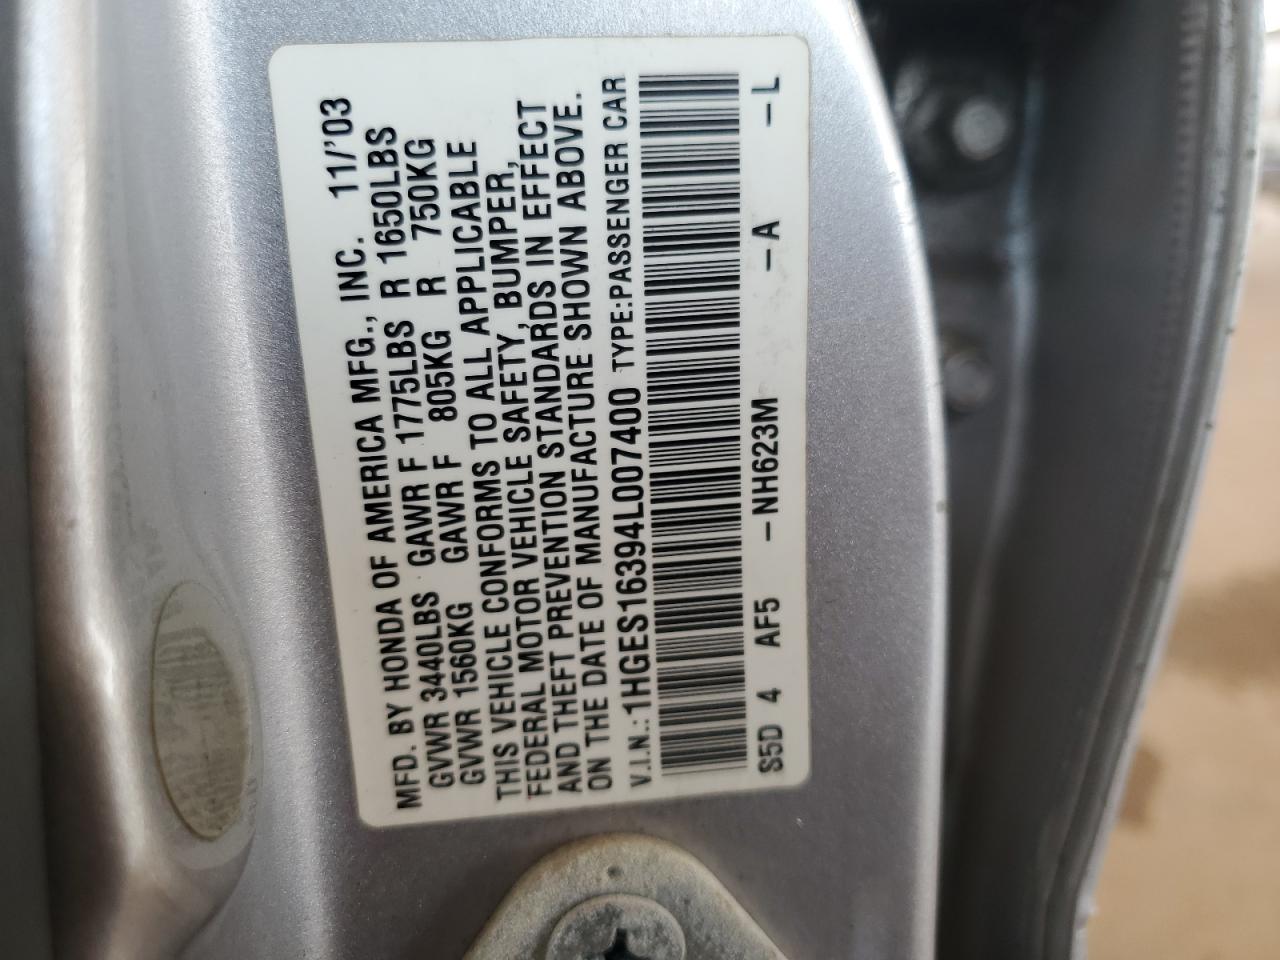 MFD. BY HONDA OF AMERICA MFG., INC. 11/'03
GVWR 3440LBS GAWR F 1775LBS R 1650LBS
GVWR 1560KG GAWR F 805KG R 750KG
THIS VEHICLE CONFORMS TO ALL APPLICABLE
FEDERAL MOTOR VEHICLE SAFETY, BUMPER,
AND THEFT PREVENTION STANDARDS IN EFFECT
ON THE DATE OF MANUFACTURE SHOWN ABOVE.
V.I.N.:1HGES16394L007400 TYPE:PASSENGER CAR
S5D 4 AF5 -NH623M -A -L